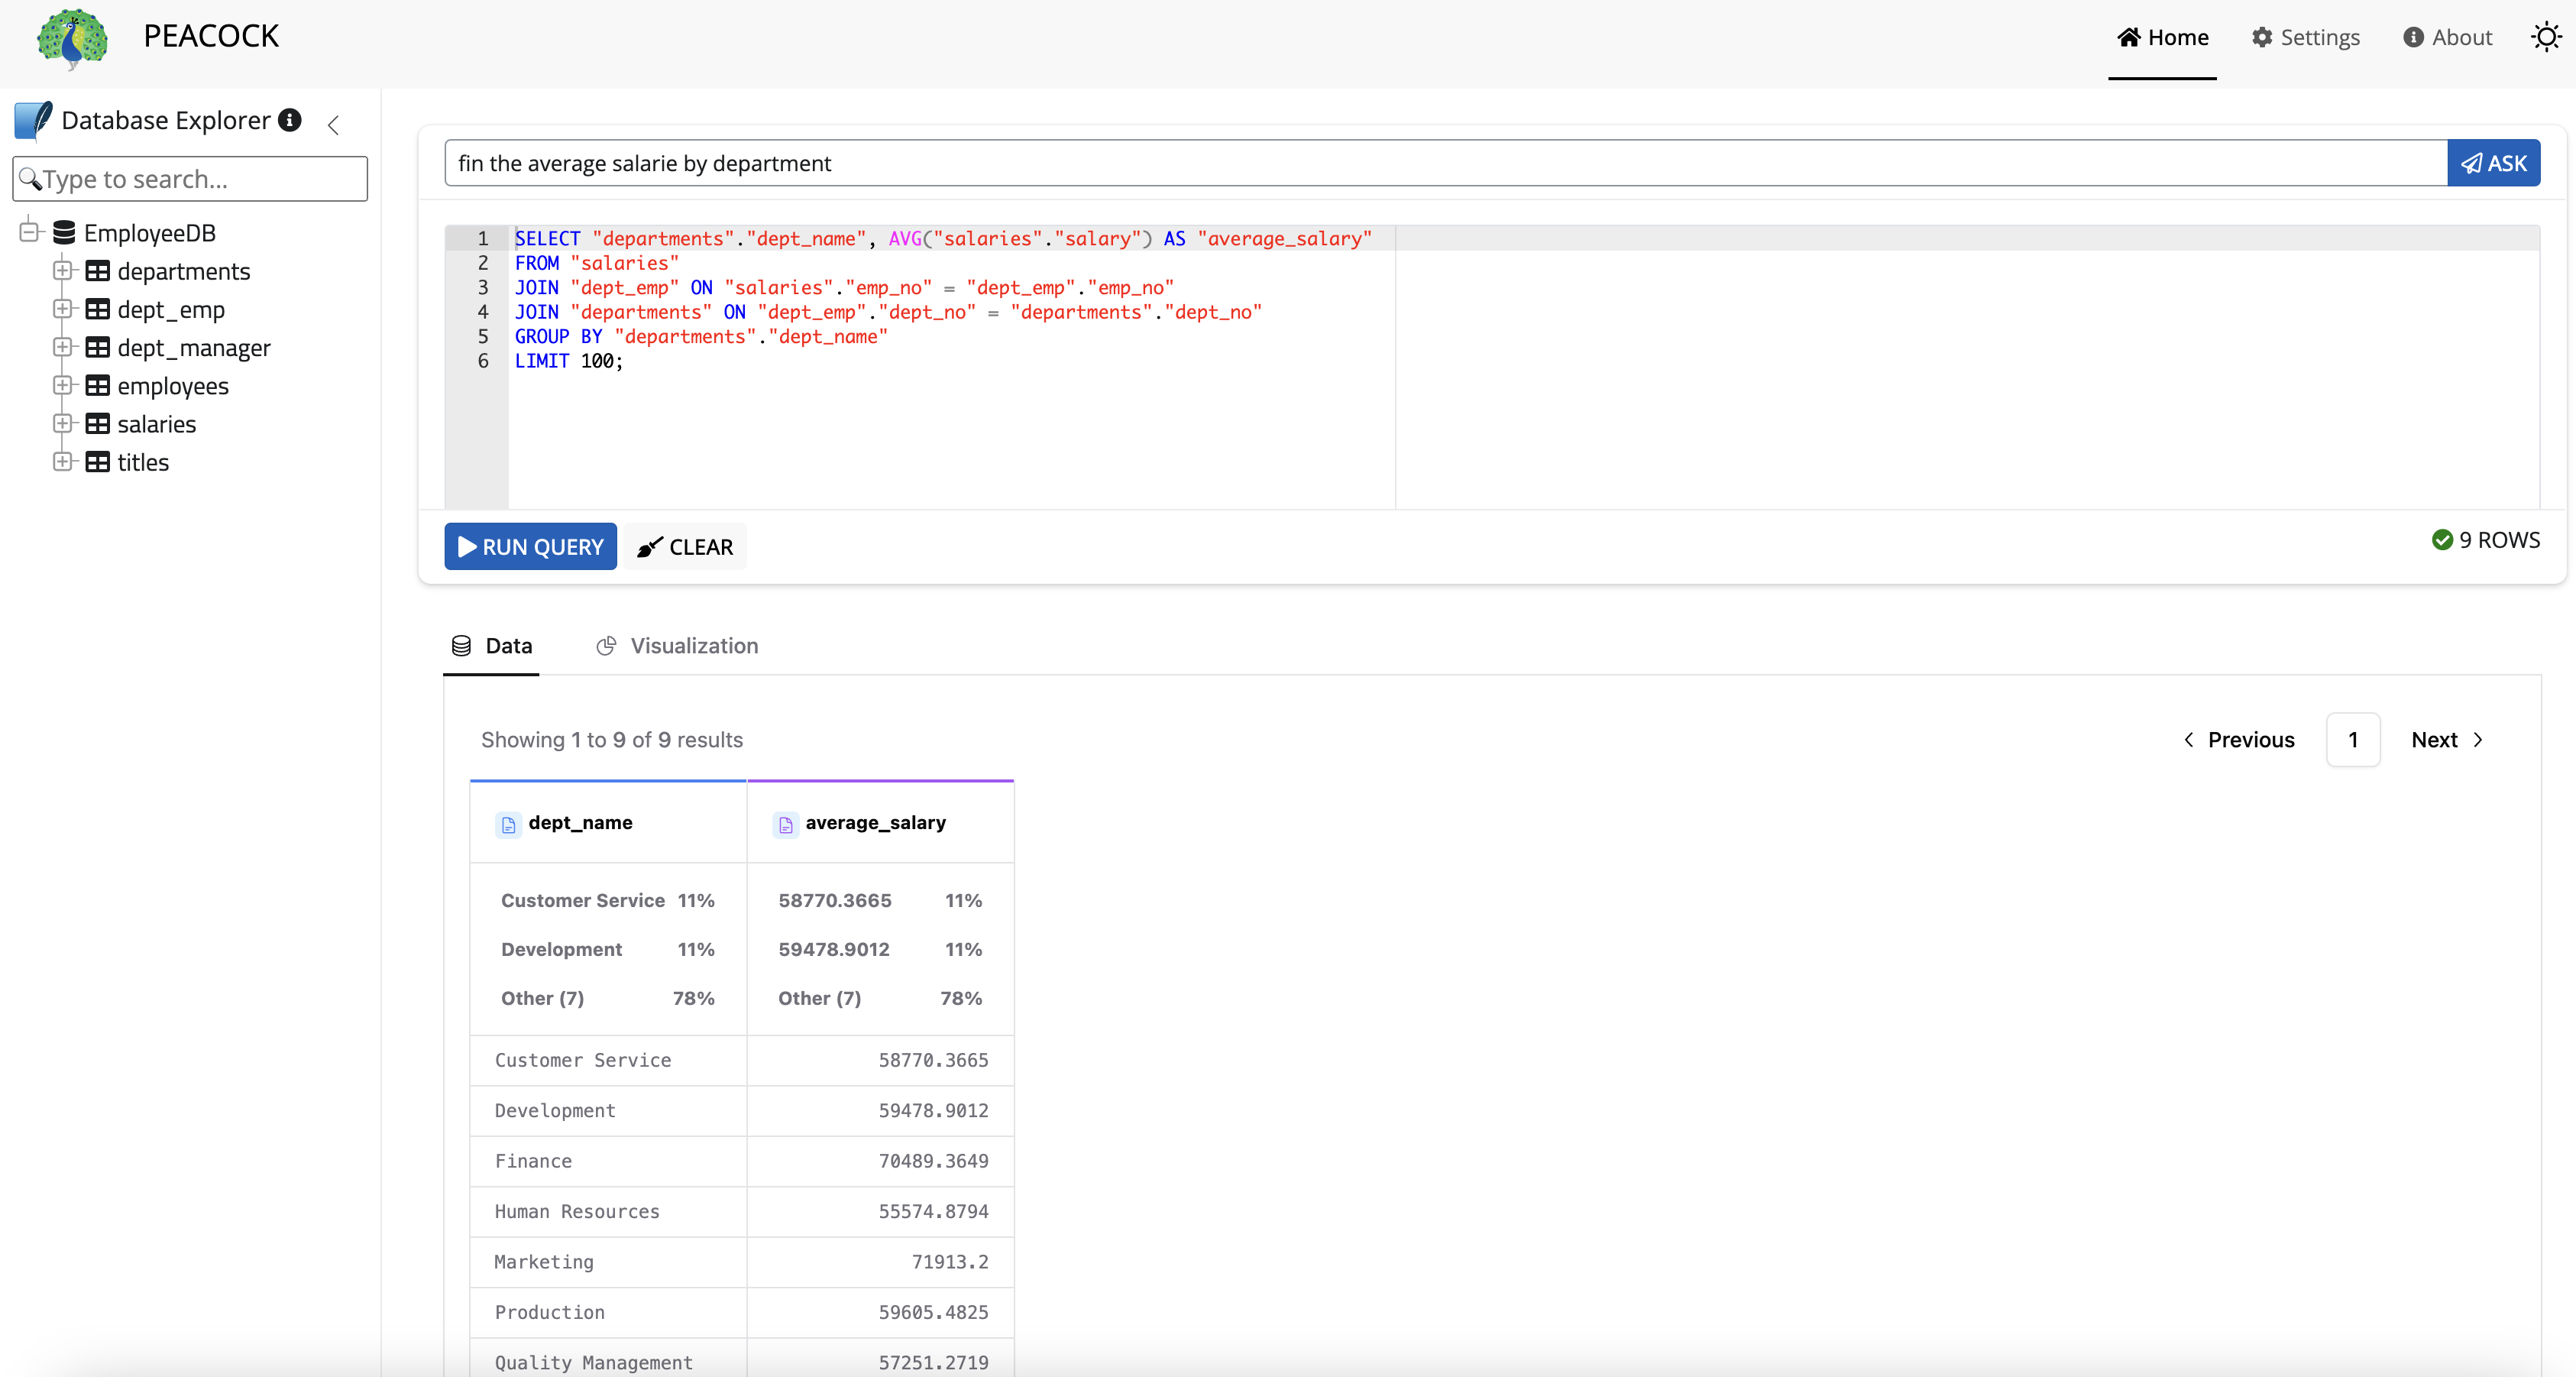 PEACOCK
Home Settings About
Database Explorer
Type to search...
EmployeeDB
departments
dept_emp
dept_manager
employees
salaries
titles
fin the average salarie by department
ASK
1 SELECT "departments"."dept_name", AVG("salaries"."salary") AS "average_salary"
2 FROM "salaries"
3 JOIN "dept_emp" ON "salaries"."emp_no" = "dept_emp"."emp_no"
4 JOIN "departments" ON "dept_emp"."dept_no" = "departments"."dept_no"
5 GROUP BY "departments"."dept_name"
6 LIMIT 100;
RUN QUERY CLEAR
9 ROWS
Data Visualization
Showing 1 to 9 of 9 results
Previous 1 Next
dept_name average_salary
Customer Service 11% 58770.3665 11%
Development 11% 59478.9012 11%
Other (7) 78% Other (7) 78%
Customer Service 58770.3665
Development 59478.9012
Finance 70489.3649
Human Resources 55574.8794
Marketing 71913.2
Production 59605.4825
Quality Management 57251.2719